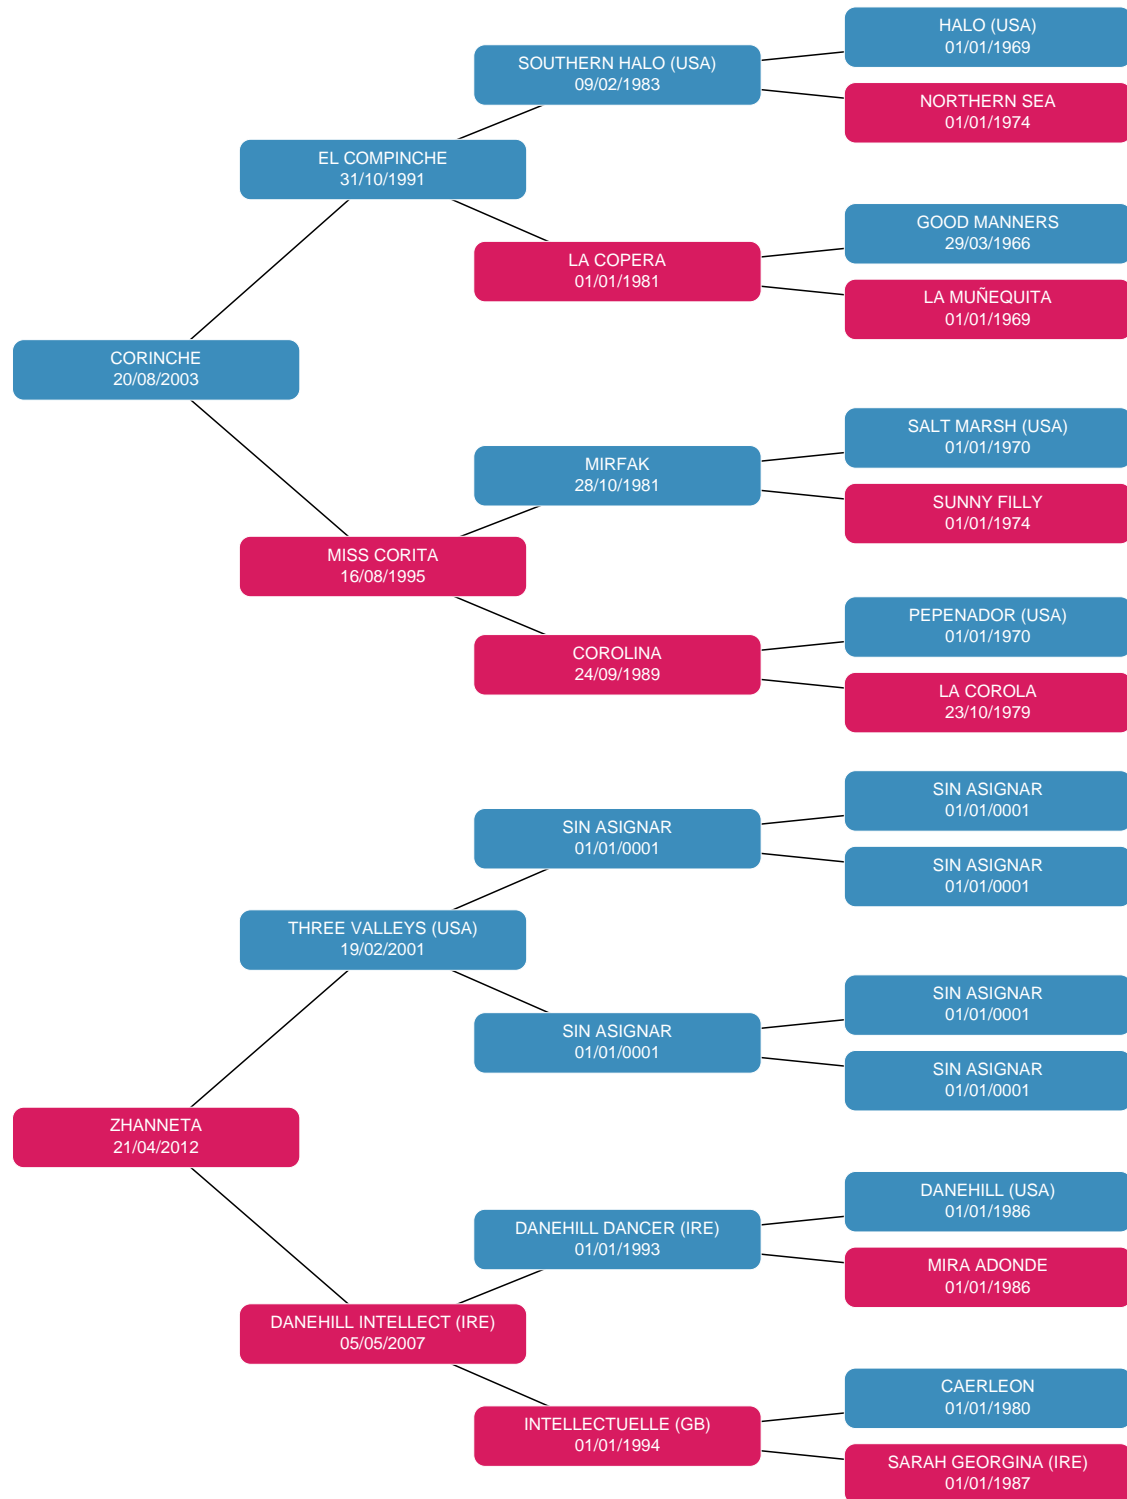 HALO (USA)
01/01/1969
SOUTHERN HALO (USA)
09/02/1983
NORTHERN SEA
01/01/1974
EL COMPINCHE
31/10/1991
GOOD MANNERS
29/03/1966
LA COPERA
01/01/1981
LA MUÑEQUITA
01/01/1969
CORINCHE
20/08/2003
SALT MARSH (USA)
01/01/1970
MIRFAK
28/10/1981
SUNNY FILLY
01/01/1974
MISS CORITA
16/08/1995
PEPENADOR (USA)
01/01/1970
COROLINA
24/09/1989
LA COROLA
23/10/1979
SIN ASIGNAR
01/01/0001
SIN ASIGNAR
01/01/0001
SIN ASIGNAR
01/01/0001
THREE VALLEYS (USA)
19/02/2001
SIN ASIGNAR
01/01/0001
SIN ASIGNAR
01/01/0001
SIN ASIGNAR
01/01/0001
ZHANNETA
21/04/2012
DANEHILL (USA)
01/01/1986
DANEHILL DANCER (IRE)
01/01/1993
MIRA ADONDE
01/01/1986
DANEHILL INTELLECT (IRE)
05/05/2007
CAERLEON
01/01/1980
INTELLECTUELLE (GB)
01/01/1994
SARAH GEORGINA (IRE)
01/01/1987